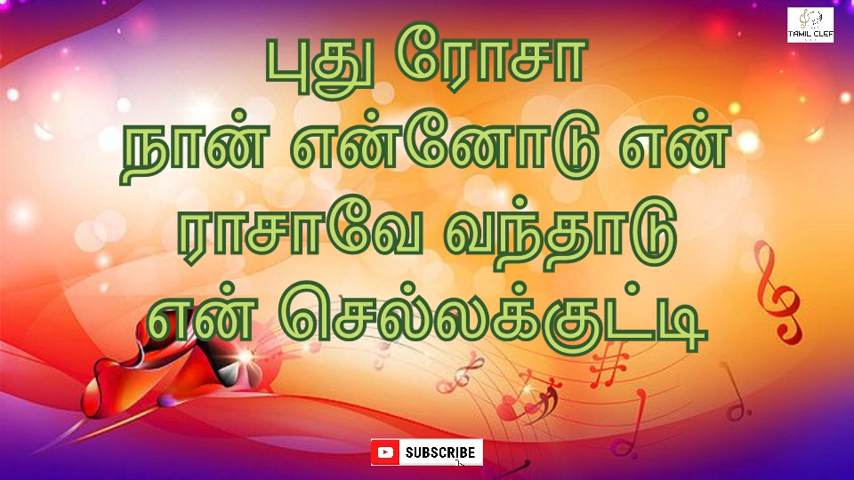 TAMIL CLEF
புது ரோசா
நான் என்னோடு என்
ராசாவே வந்தாடு
என் செல்லக்குட்டி
SUBSCRIBE